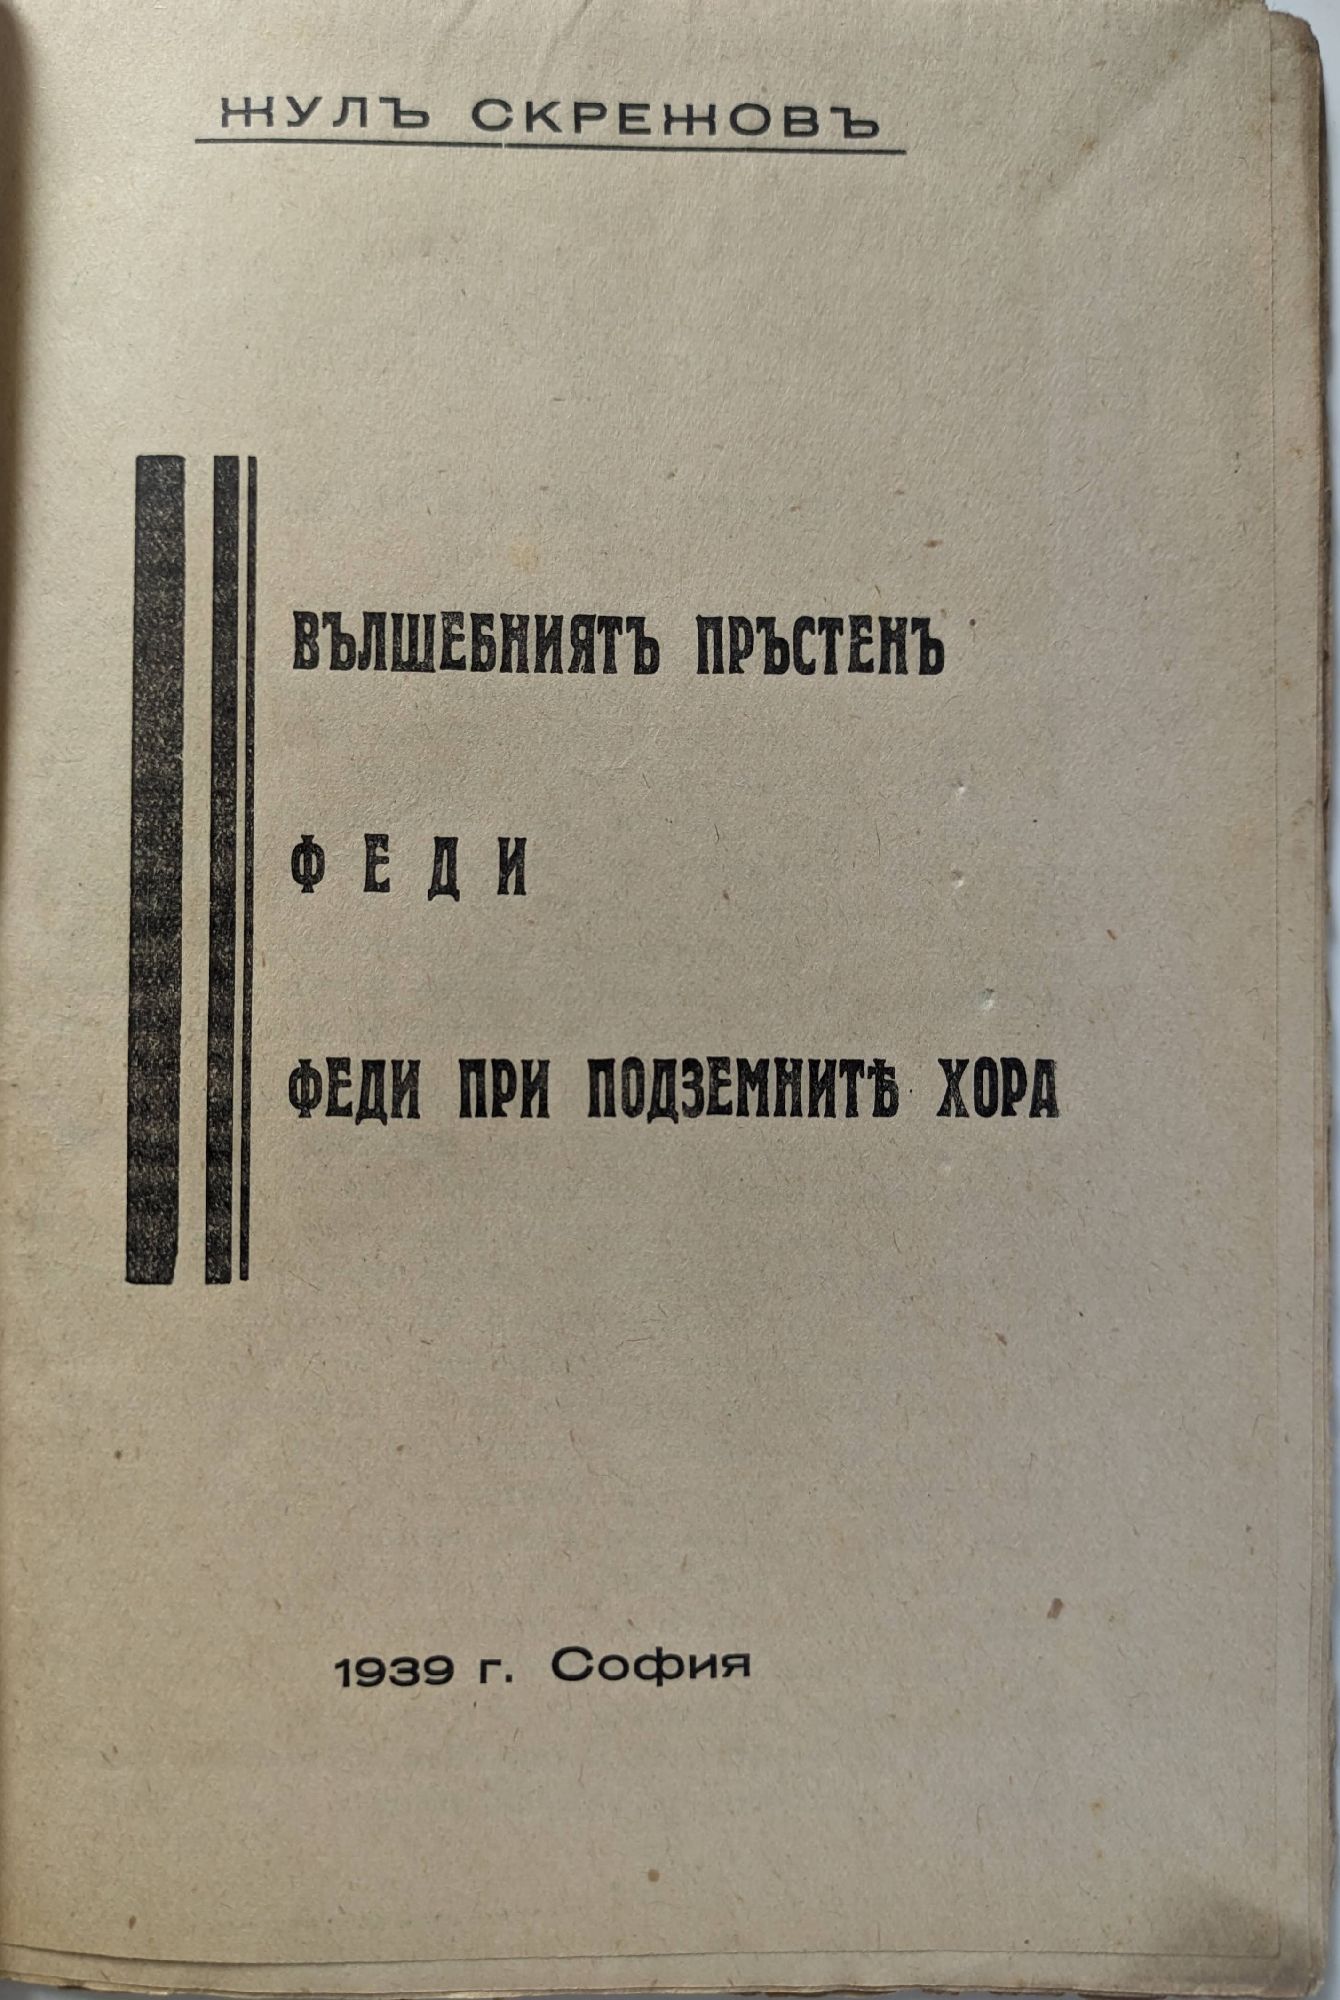 ЖУЛЪ СКРЕЖОВЪ
ВЪЛШЕБНИЯТЪ ПРЪСТЕНЪ
ФЕДИ
ФЕДИ ПРИ ПОДЗЕМНИТѢ ХОРА
1939 г. София